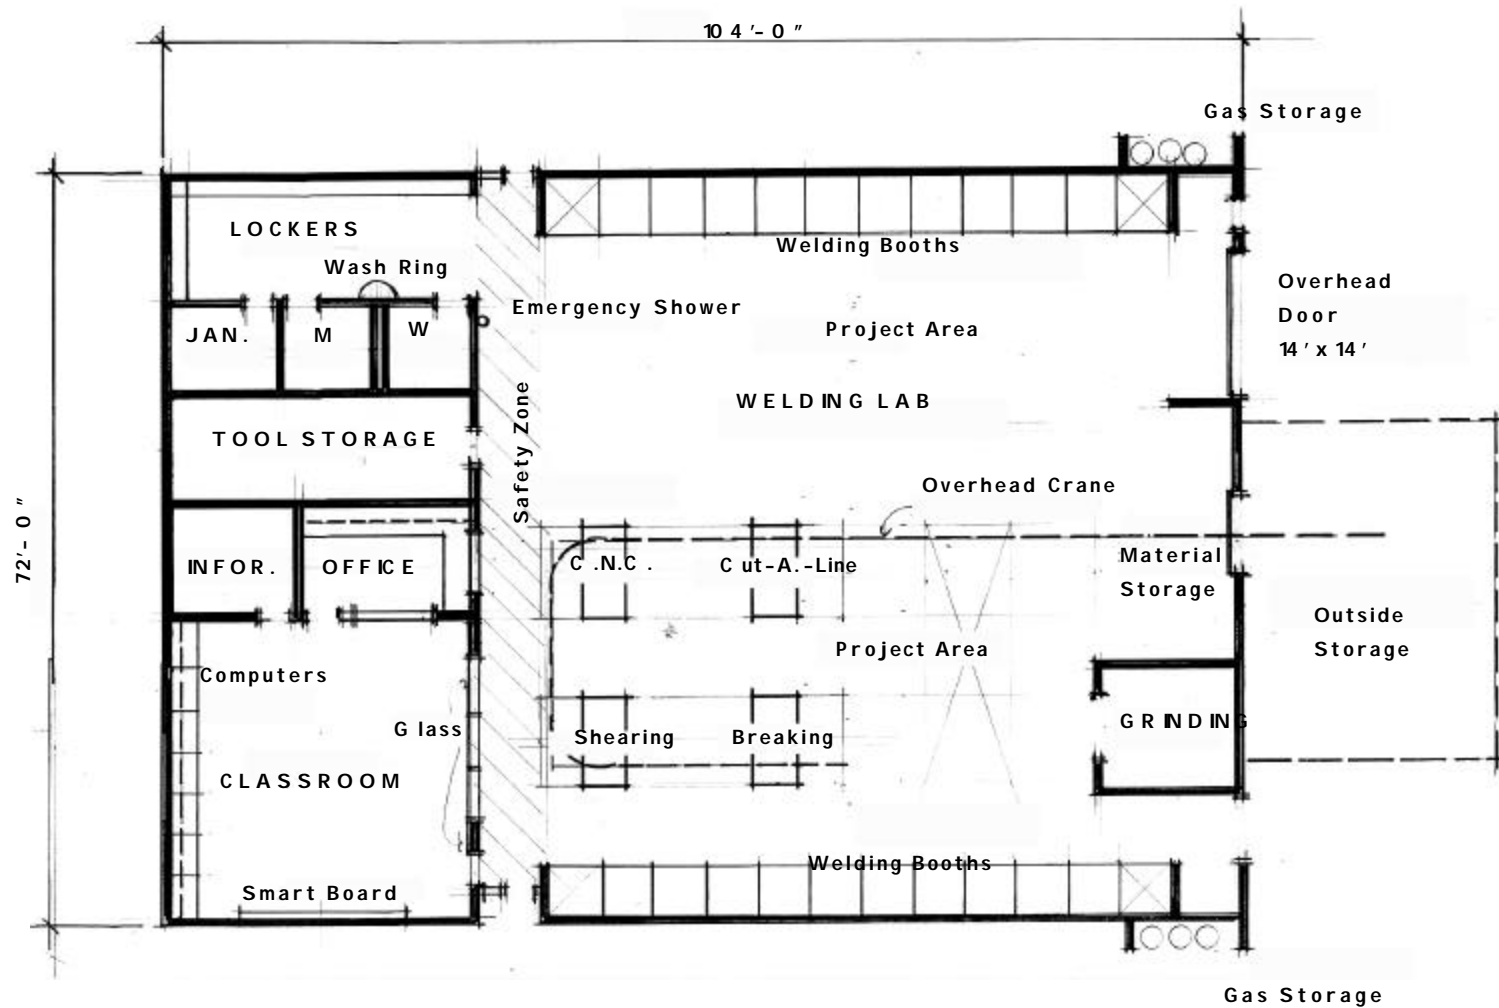 104'-0"
Gas Storage
LOCKERS
Wash Ring
Emergency Shower
Overhead
Door
14' x 14'
JAN.
M
W
Project Area
WELDING LAB
TOOL STORAGE
Safety Zone
Overhead Crane
72'-0"
INFOR.
OFFICE
C.N.C.
Cut-A.-Line
Material
Storage
Outside
Storage
Project Area
Computers
Glass
Shearing
Breaking
GRINDING
CLASSROOM
Smart Board
Welding Booths
Welding Booths
Gas Storage